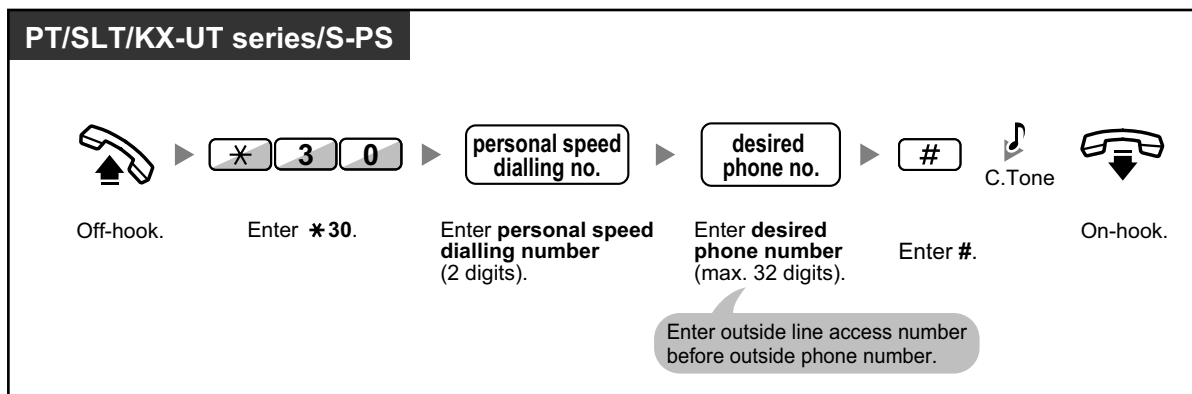 PT/SLT/KX-UT series/S-PS
* 3 0
personal speed
dialling no.
desired
phone no.
#
C.Tone
Off-hook.
Enter *30.
Enter personal speed
dialling number
(2 digits).
Enter desired
phone number
(max. 32 digits).
Enter #.
On-hook.
Enter outside line access number
before outside phone number.